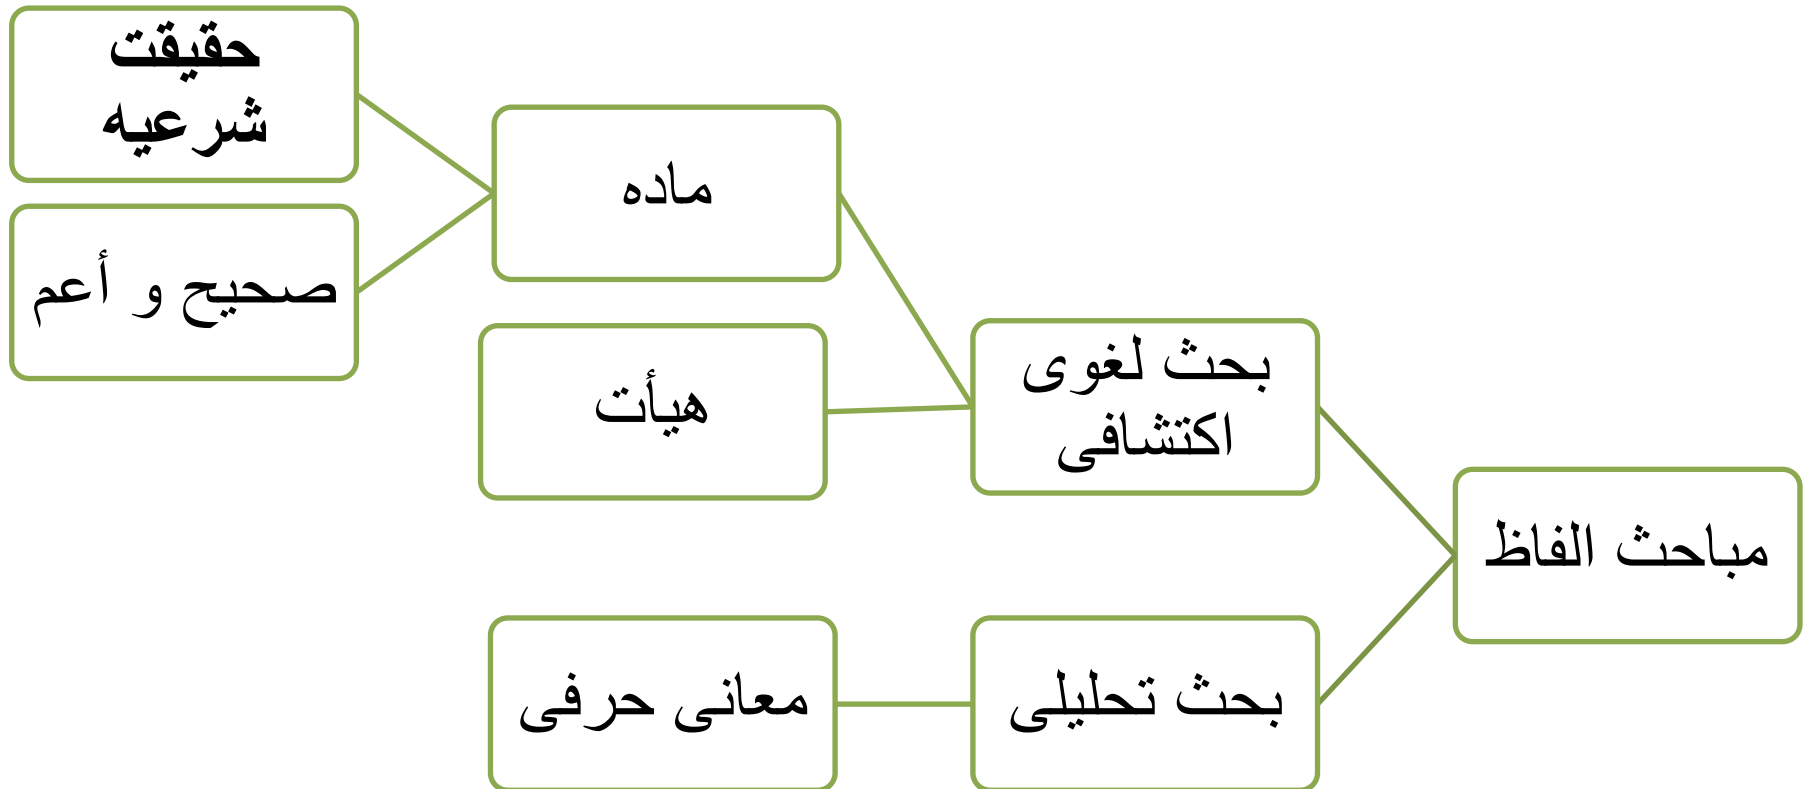 مباحث الفاظ
بحث لغوی
اکتشافی
ماده
حقیقت
شرعیه
صحیح و أعم
هیأت
بحث تحلیلی
معانی حرفی